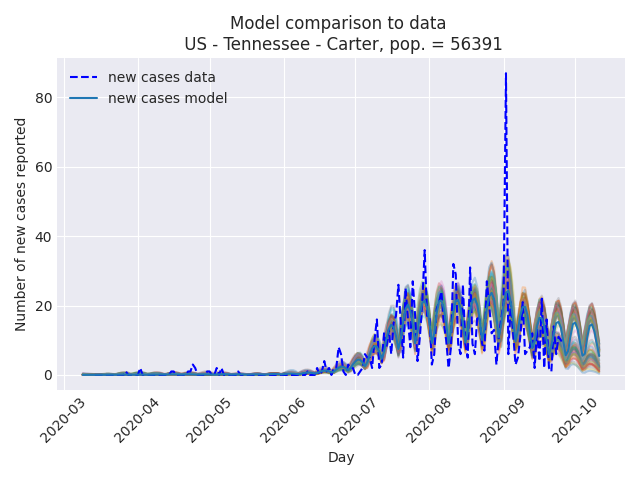 Model comparison to data
US - Tennessee - Carter, pop. = 56391
new cases data
new cases model
Number of new cases reported
80
60
40
20
0
2020-03
2020-04
2020-05
2020-06
2020-07
2020-08
2020-09
2020-10
Day